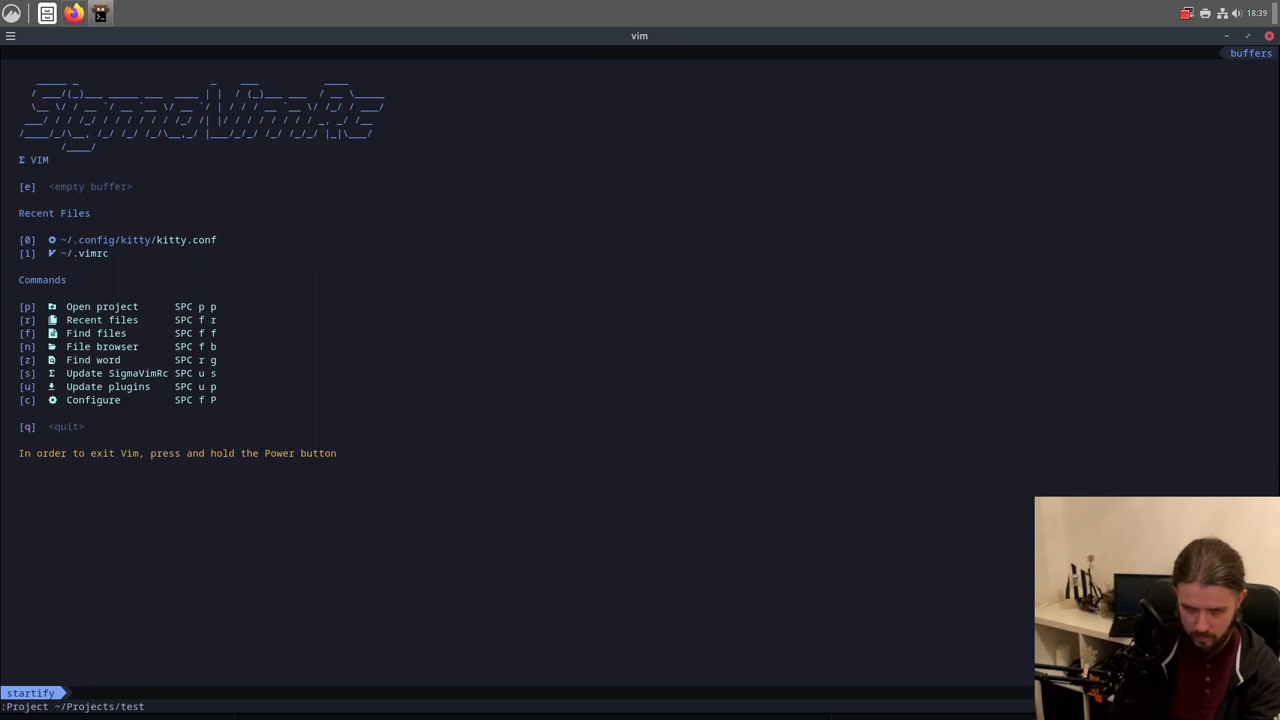 18:39
vim
buffers
Σ VIM
[e] <empty buffer>
Recent Files
[0] ~/.config/kitty/kitty.conf
[1] ~/.vimrc
Commands
[p] Open project SPC p p
[r] Recent files SPC f r
[f] Find files SPC f f
[n] File browser SPC f b
[z] Find word SPC r g
[s] Σ Update SigmaVimRc SPC u s
[u] Update plugins SPC u p
[c] Configure SPC f P
[q] <quit>
In order to exit Vim, press and hold the Power button
startify
:Project ~/Projects/test